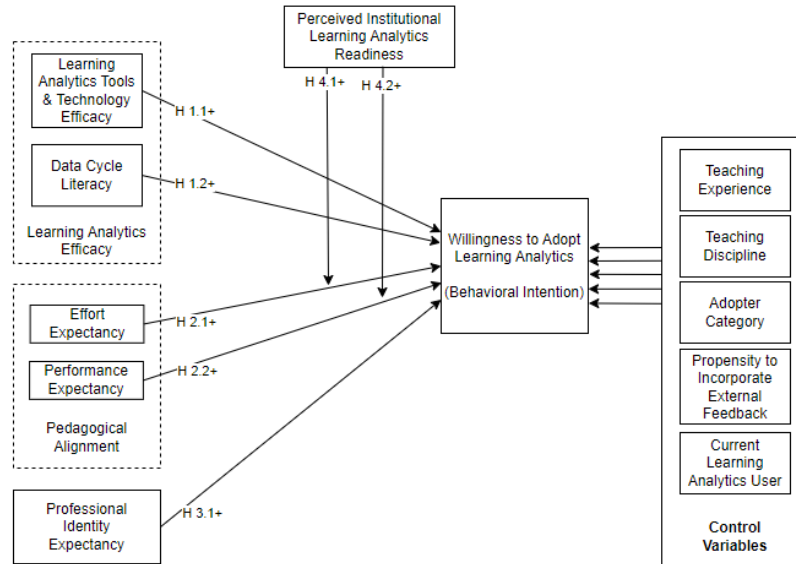 Perceived Institutional
Learning Analytics
Readiness
H 4.1+
H 4.2+
Learning
Analytics Tools
& Technology
Efficacy
H 1.1+
Data Cycle
Literacy
H 1.2+
Learning Analytics
Efficacy
Effort
Expectancy
H 2.1+
Performance
Expectancy
H 2.2+
Pedagogical
Alignment
Professional
Identity
Expectancy
H 3.1+
Willingness to Adopt
Learning Analytics
(Behavioral Intention)
Teaching
Experience
Teaching
Discipline
Adopter
Category
Propensity to
Incorporate
External
Feedback
Current
Learning
Analytics User
Control
Variables